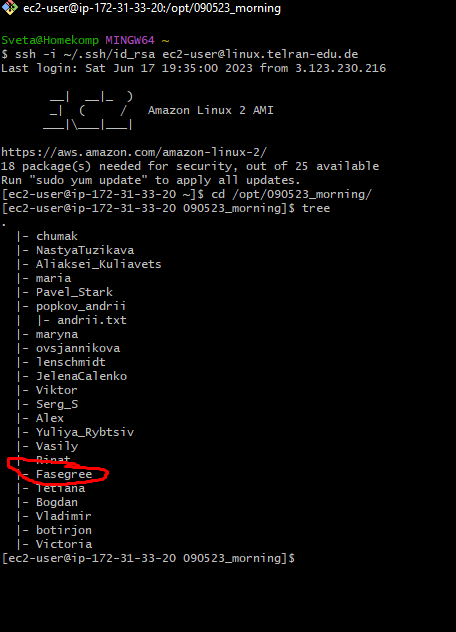 ec2-user@ip-172-31-33-20:/opt/090523_morning
Sveta@Homekomp MINGW64 ~
$ ssh -i ~/.ssh/id_rsa ec2-user@linux.telran-edu.de
Last login: Sat Jun 17 19:35:00 2023 from 3.123.230.216
__|  __|_  )
_|  (     /   Amazon Linux 2 AMI
___|\___|___|
https://aws.amazon.com/amazon-linux-2/
18 package(s) needed for security, out of 25 available
Run "sudo yum update" to apply all updates.
[ec2-user@ip-172-31-33-20 ~]$ cd /opt/090523_morning/
[ec2-user@ip-172-31-33-20 090523_morning]$ tree
.
|- chumak
|- NastyaTuzikava
|- Aliaksei_Kuliavets
|- maria
|- Pavel_Stark
|- popkov_andrii
|  |- andrii.txt
|- maryna
|- ovsjannikova
|- lenschmidt
|- JelenaCalenko
|- Viktor
|- Serg_S
|- Alex
|- Yuliya_Rybtsiv
|- Vasily
|- Rinat
|- Fasegree
|- Tetiana
|- Bogdan
|- Vladimir
|- botirjon
|- Victoria
[ec2-user@ip-172-31-33-20 090523_morning]$